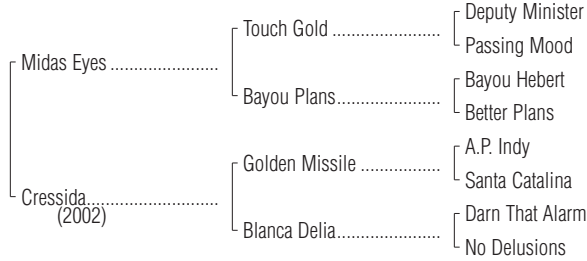 Deputy Minister
Touch Gold ....................
Passing Mood
Midas Eyes ....................
Bayou Hebert
Bayou Plans....................
Better Plans
A.P. Indy
Golden Missile ...............
Santa Catalina
Cressida.........................
(2002)
Darn That Alarm
Blanca Delia....................
No Delusions